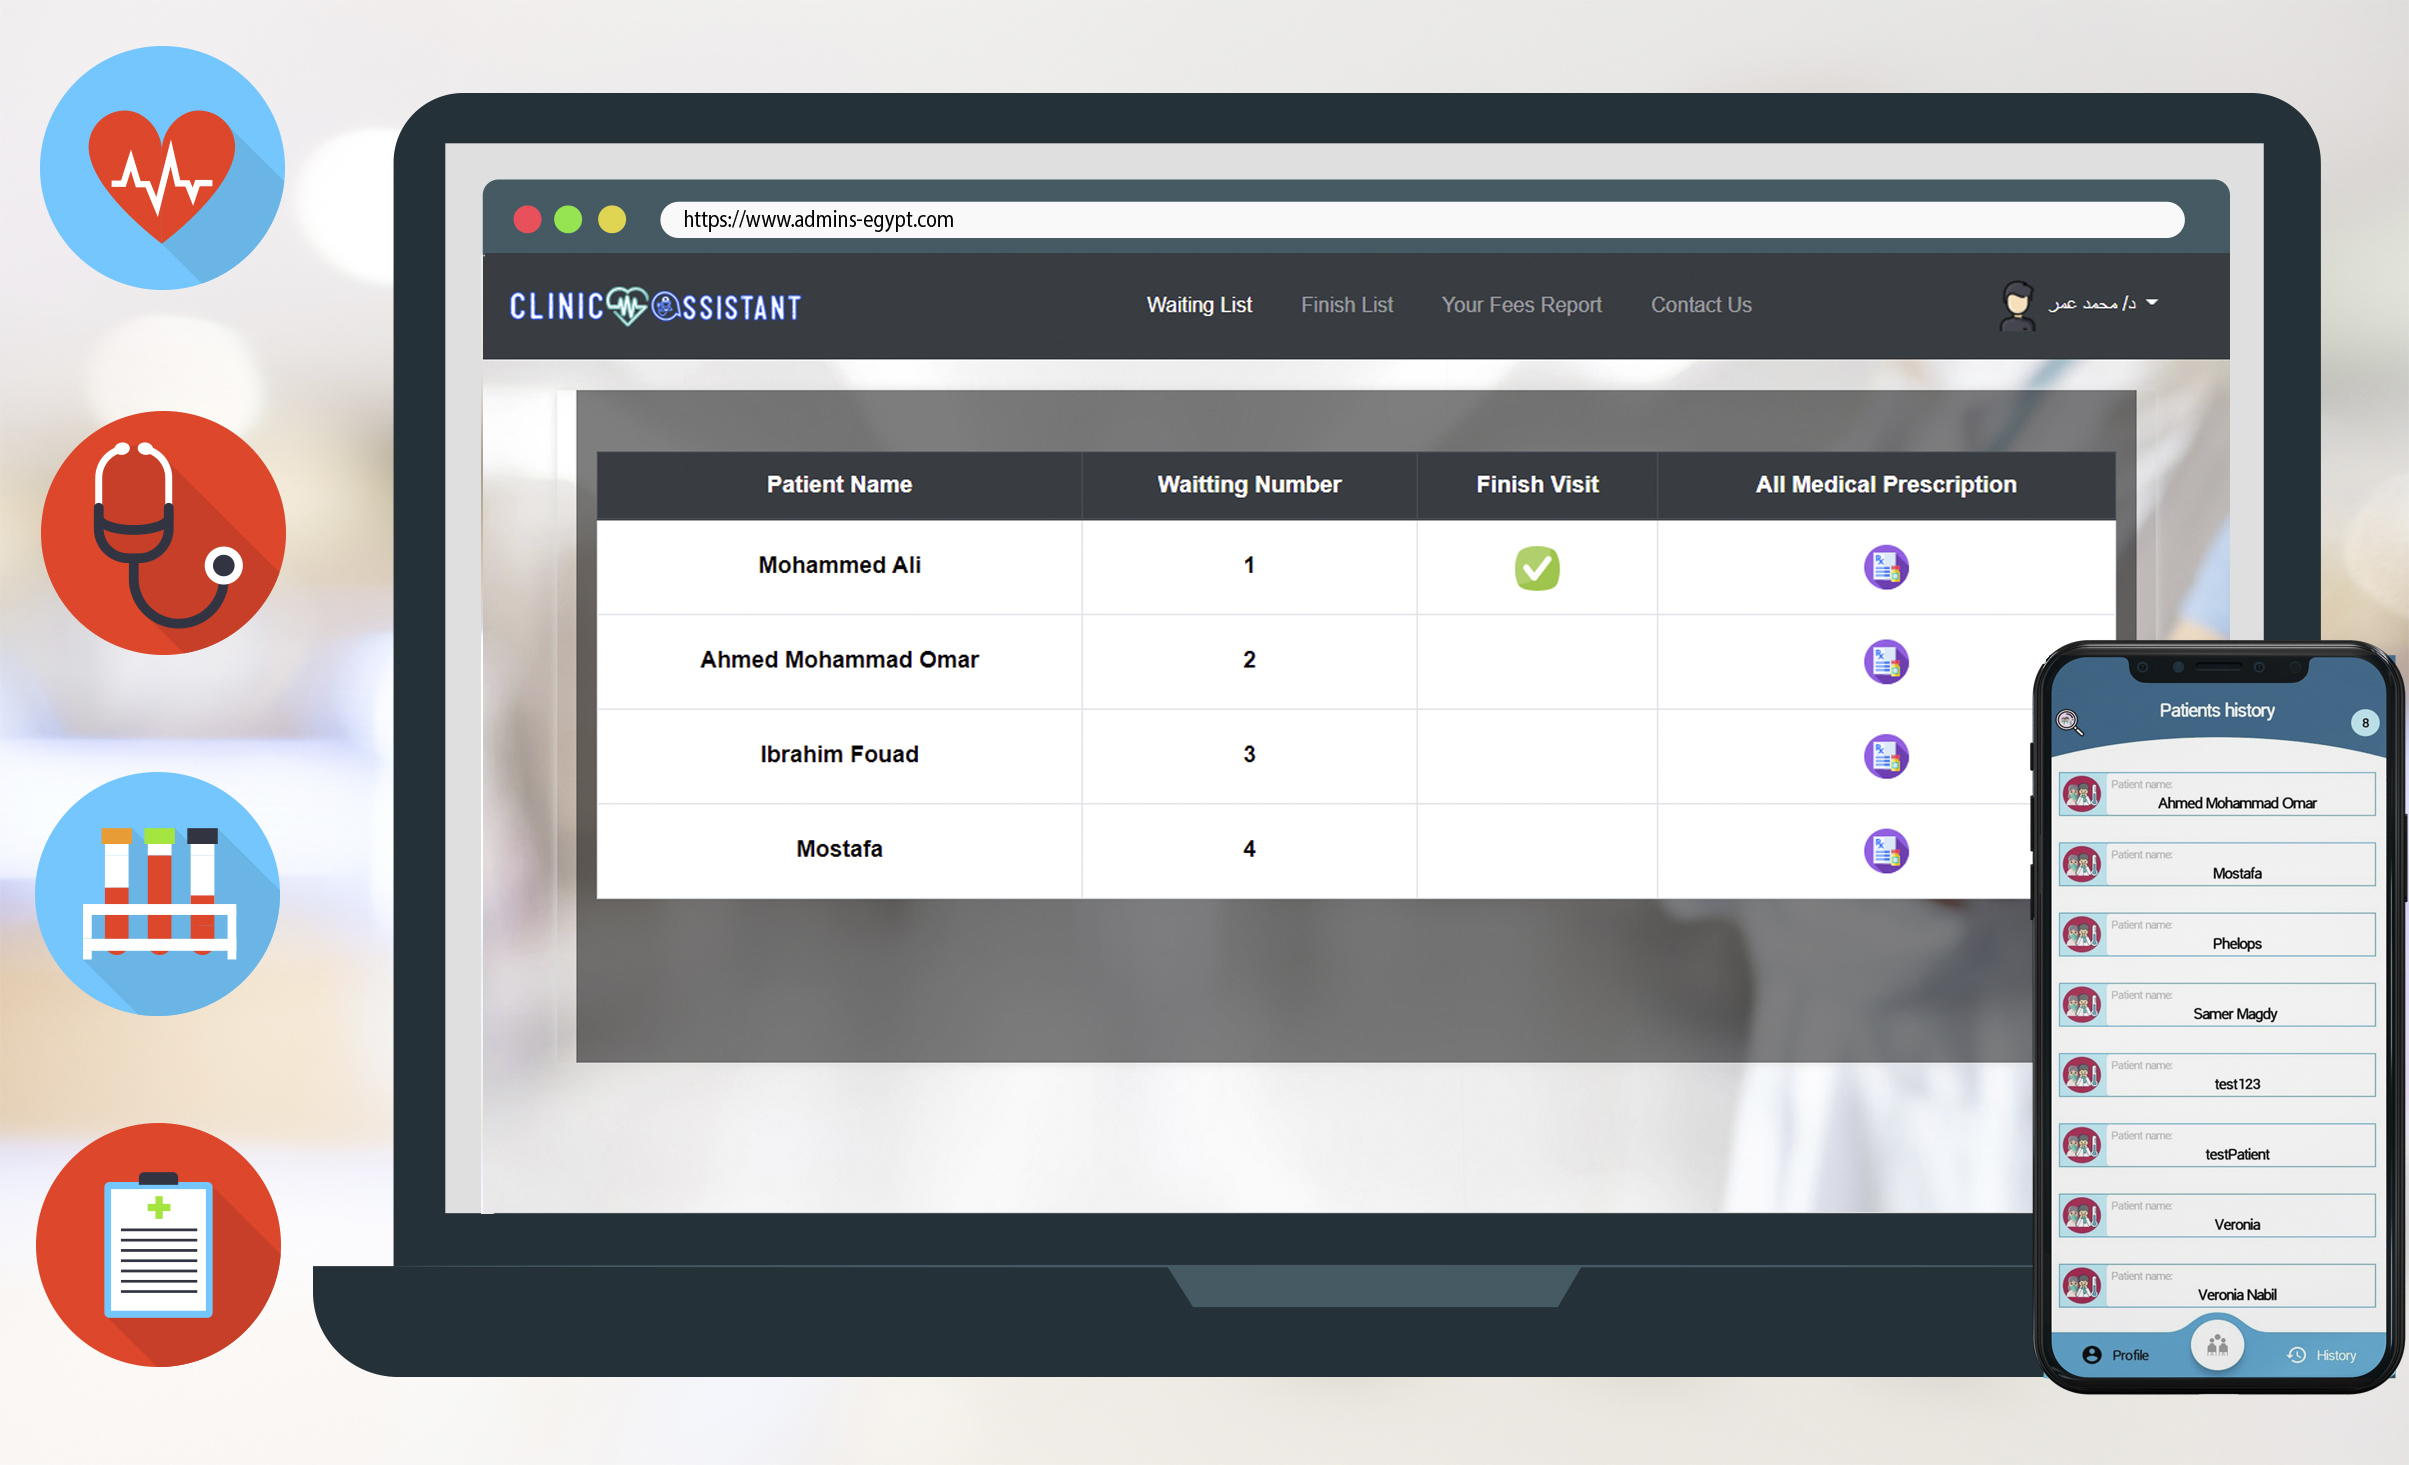 https://www.admins-egypt.com
CLINIC @SSISTANT
Waiting List Finish List Your Fees Report Contact Us
د/ محمد عمر
Patient Name Waitting Number Finish Visit All Medical Prescription
Mohammed Ali 1
Ahmed Mohammad Omar 2
Ibrahim Fouad 3
Mostafa 4
Patients history
8
Patient name:
Ahmed Mohammad Omar
Patient name:
Mostafa
Patient name:
Phelops
Patient name:
Samer Magdy
Patient name:
test123
Patient name:
testPatient
Patient name:
Veronia
Patient name:
Veronia Nabil
Profile History